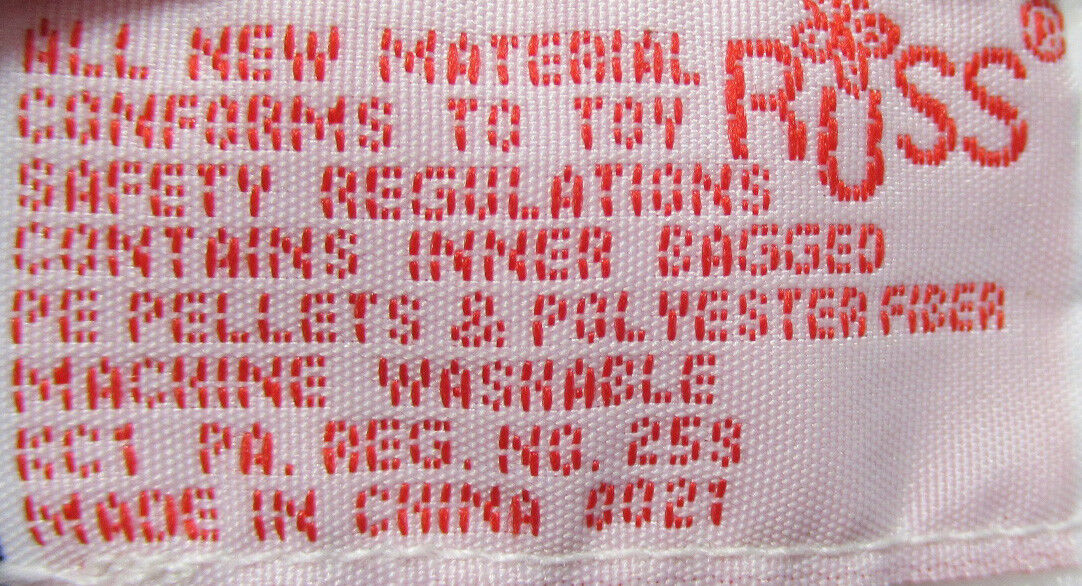 ALL NEW MATERIAL
RUSS®
CONFORMS TO TOY
SAFETY REGULATIONS
CONTAINS INNER BAGGED
PE PELLETS & POLYESTER FIBER
MACHINE WASHABLE
PA. REG. NO. 259
MADE IN CHINA 0021